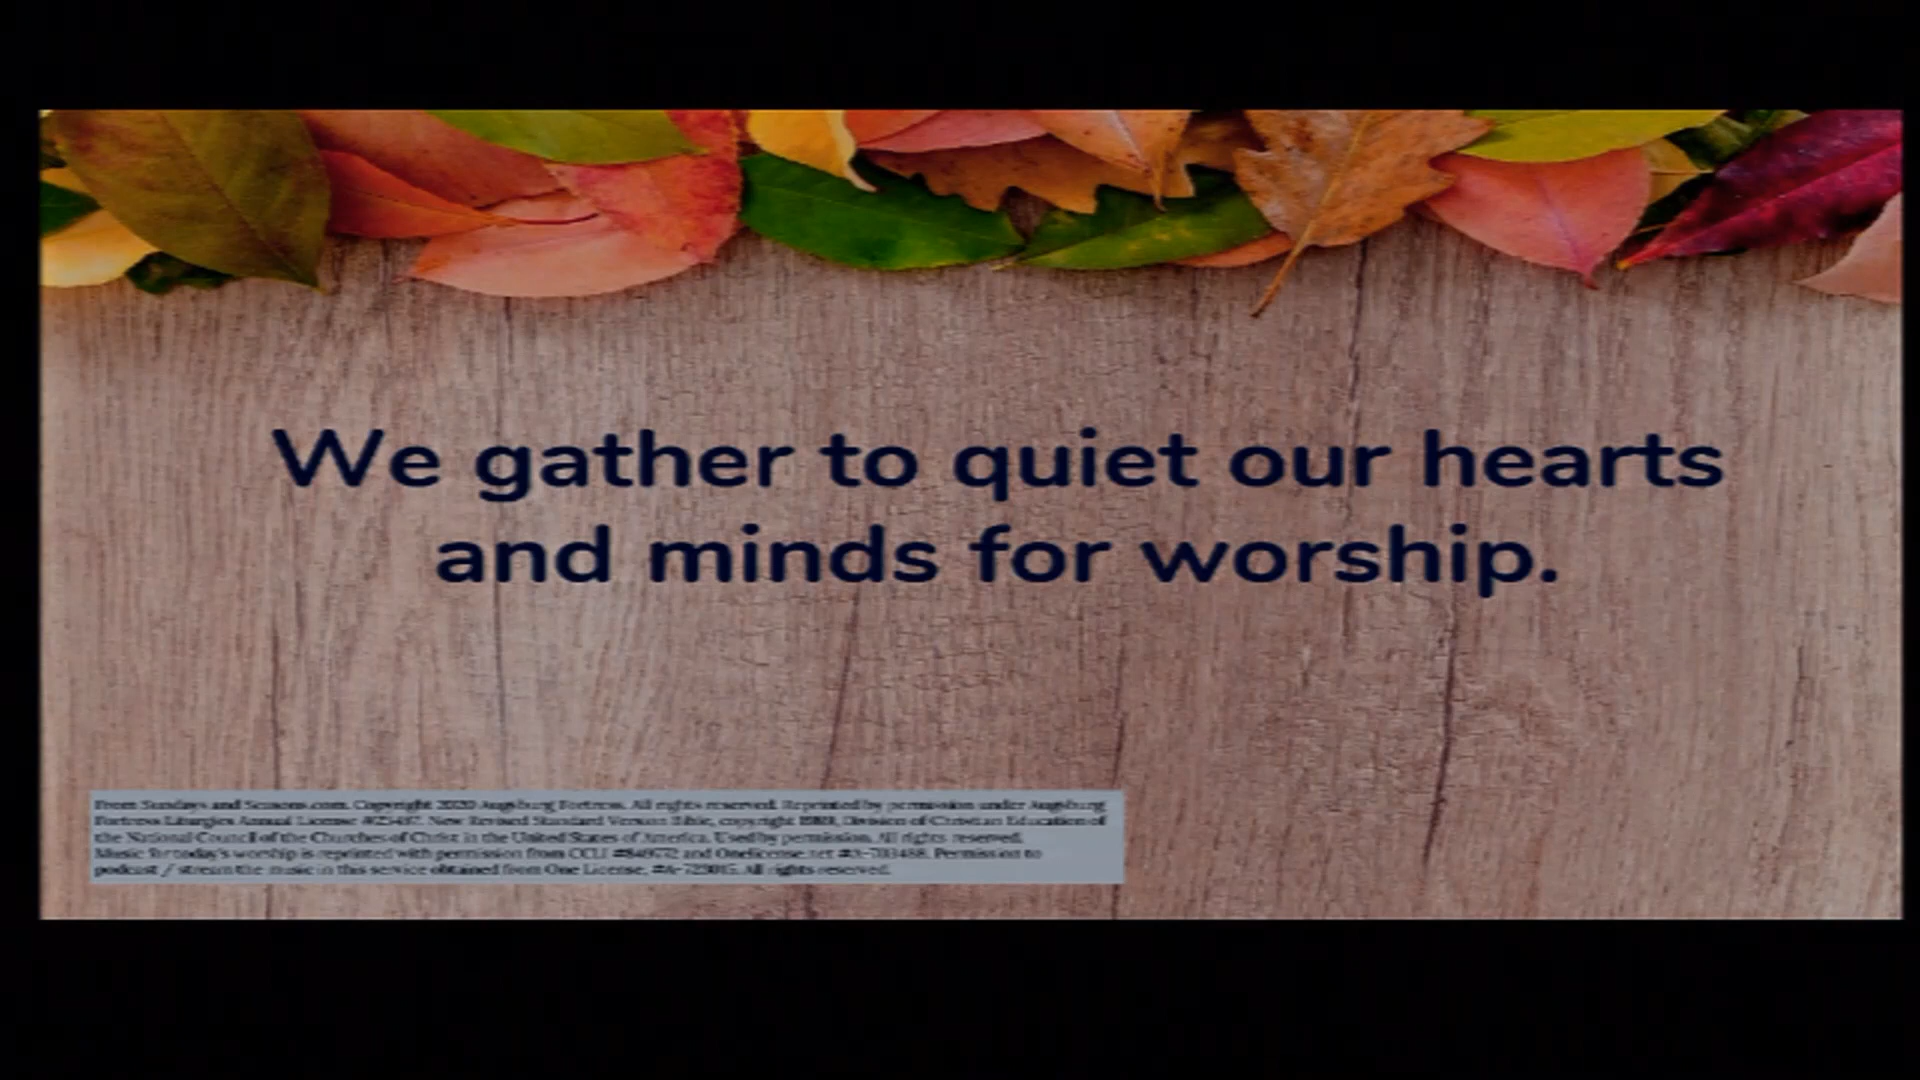 We gather to quiet our hearts
and minds for worship.
From Sundays and Seasons.com. Copyright 2020 Augsburg Fortress. All rights reserved. Reprinted by permission under Augsburg
Fortress Liturgies Annual License New Revised Standard Version Bible, copyright 1989, Division of Christian Education of
the National Council of the Churches of Christ in the United States of America. Used by permission. All rights reserved.
Music for today's worship is reprinted with permission from CCLI and Onelicense.net Permission to
podcast / stream the music in this service obtained from One License, All rights reserved.